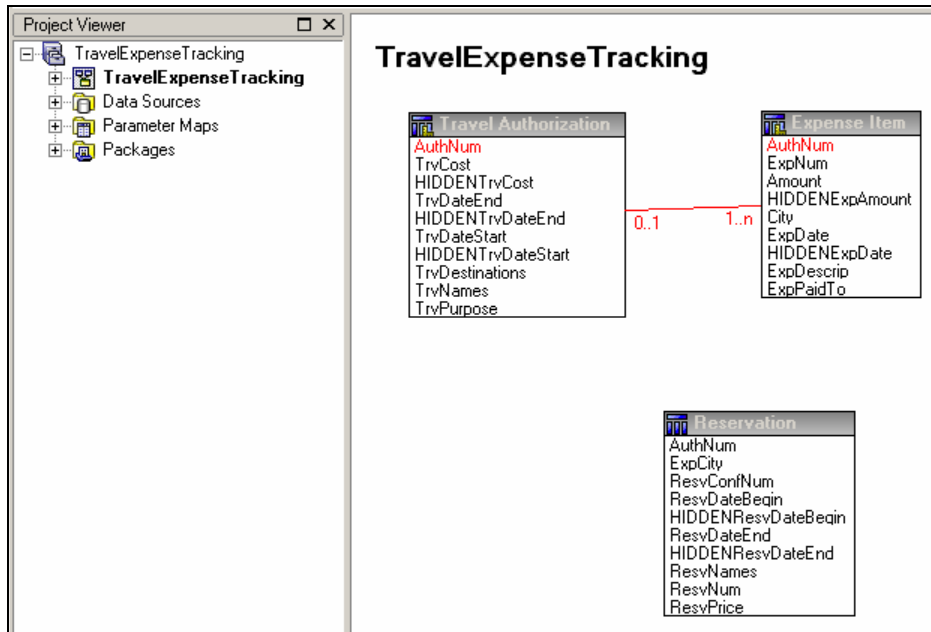 Project Viewer
TravelExpenseTracking
TravelExpenseTracking
Data Sources
Parameter Maps
Packages
TravelExpenseTracking
Travel Authorization
AuthNum
TrvCost
HIDDENTrvCost
TrvDateEnd
HIDDENTrvDateEnd
TrvDateStart
HIDDENTrvDateStart
TrvDestinations
TrvNames
TrvPurpose
0..1
1..n
Expense Item
AuthNum
ExpNum
Amount
HIDDENExpAmount
City
ExpDate
HIDDENExpDate
ExpDescrip
ExpPaidTo
Reservation
AuthNum
ExpCity
ResvConfNum
ResvDateBegin
HIDDENResvDateBegin
ResvDateEnd
HIDDENResvDateEnd
ResvNames
ResvNum
ResvPrice